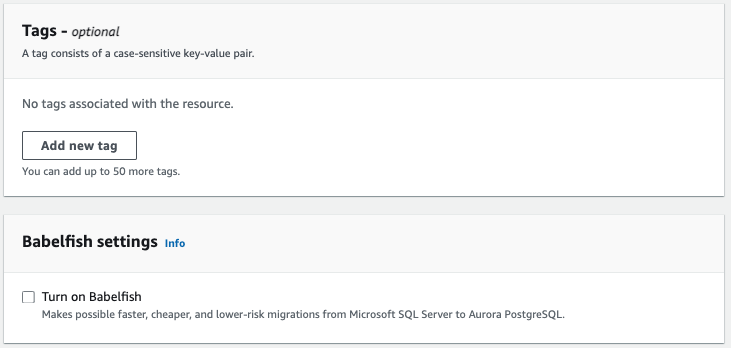 Tags - optional
A tag consists of a case-sensitive key-value pair.
No tags associated with the resource.
Add new tag
You can add up to 50 more tags.
Babelfish settings Info
Turn on Babelfish
Makes possible faster, cheaper, and lower-risk migrations from Microsoft SQL Server to Aurora PostgreSQL.